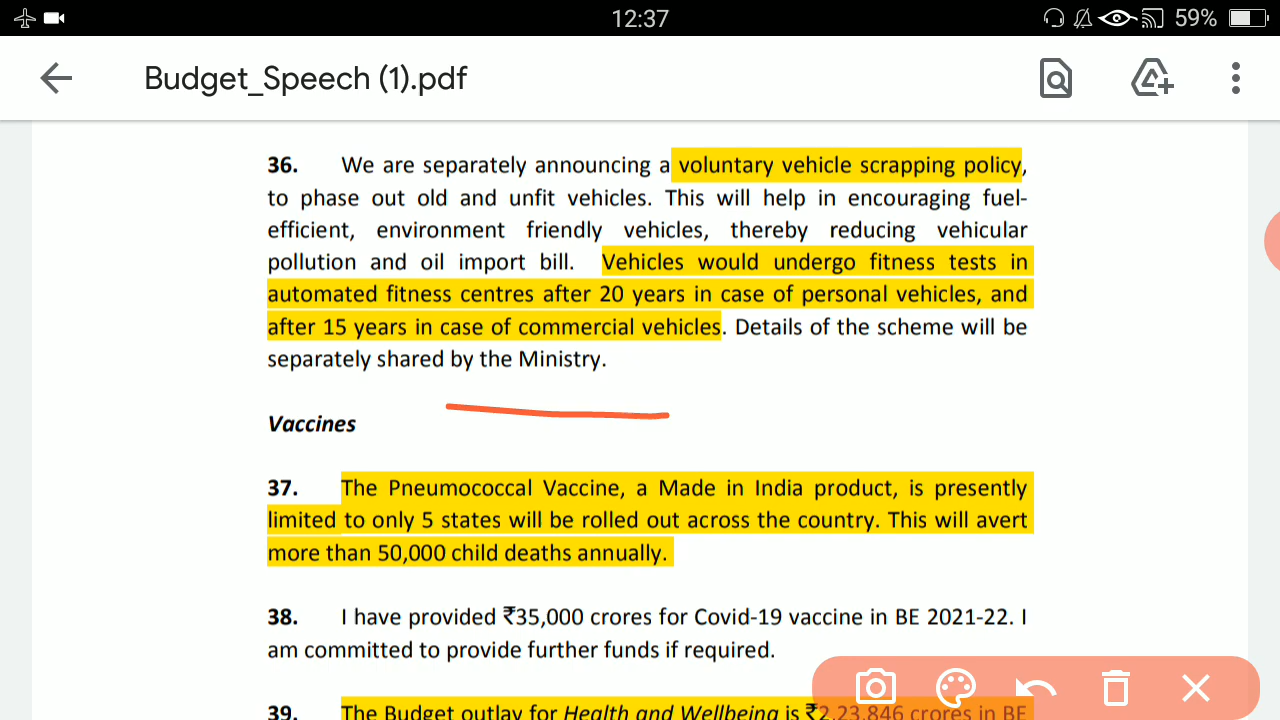 12:37
59%
Budget_Speech (1).pdf
36. We are separately announcing a voluntary vehicle scrapping policy,
to phase out old and unfit vehicles. This will help in encouraging fuel-
efficient, environment friendly vehicles, thereby reducing vehicular
pollution and oil import bill. Vehicles would undergo fitness tests in
automated fitness centres after 20 years in case of personal vehicles, and
after 15 years in case of commercial vehicles. Details of the scheme will be
separately shared by the Ministry.
Vaccines
37. The Pneumococcal Vaccine, a Made in India product, is presently
limited to only 5 states will be rolled out across the country. This will avert
more than 50,000 child deaths annually.
38. I have provided ₹35,000 crores for Covid-19 vaccine in BE 2021-22. I
am committed to provide further funds if required.
39. The Budget outlay for Health and Wellbeing is ₹2,23,846 crores in BE